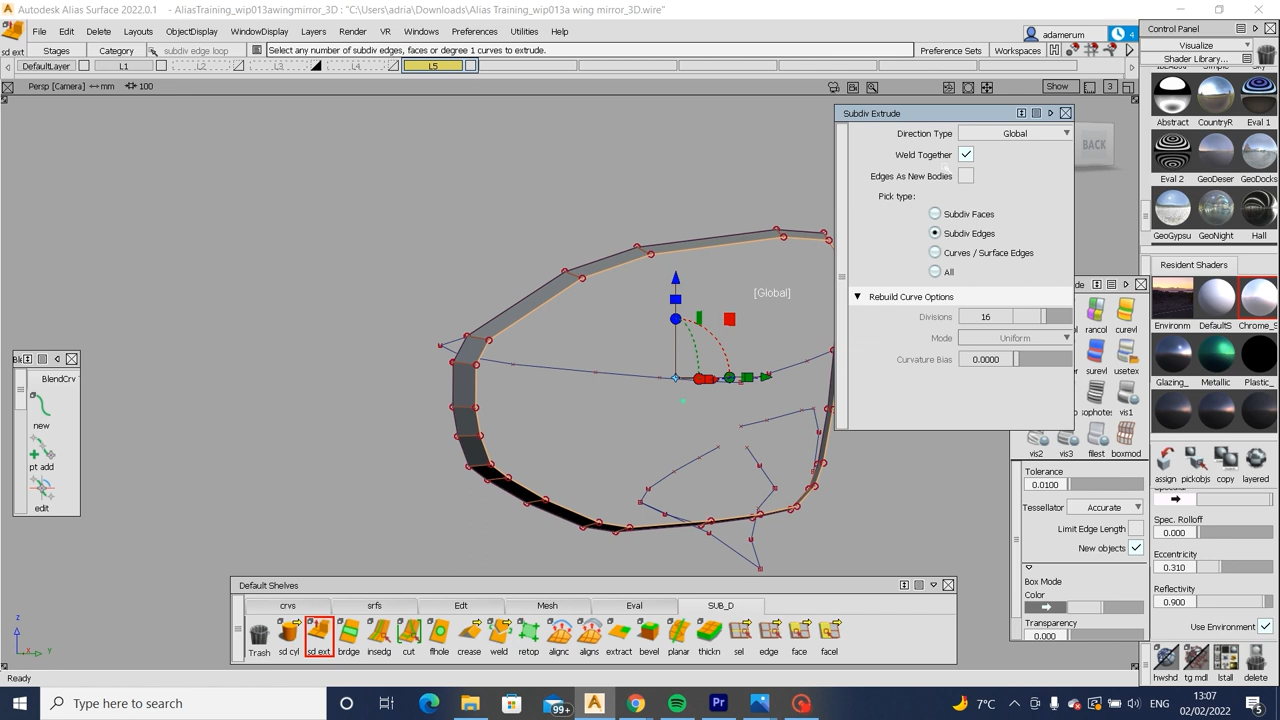 Autodesk Alias Surface 2022.0.1 - AliasTraining_wip013awingmirror_3D : "C:\Users\adria\Downloads\Alias Training_wip013a wing mirror_3D.wire"
File Edit Delete Layouts ObjectDisplay WindowDisplay Layers Render VR Preferences Utilities Help
adamerum 4
sd ext Stages Category subdiv edge loop Select any number of subdiv edges, faces or degree 1 curves to extrude. Preference Sets Workspaces
DefaultLayer L1 L2 L3 L4 L5
Persp [Camera] mm 100 Show 3
Control Panel
Visualize
Shader Library...
Abstract CountryR Eval 1
Eval 2 GeoDeser GeoDocks
GeoGypsu GeoNight Hall
Resident Shaders
Environm DefaultS Chrome_S
Glazing_ Metallic Plastic_
assign pickobjs copy layered
Spec. Rolloff
0.000
Eccentricity
0.310
Reflectivity
0.900
Use Environment
hwshd tg mdl lstall delete
BACK
Subdiv Extrude
Direction Type Global
Weld Together
Edges As New Bodies
Pick type:
Subdiv Faces
Subdiv Edges
Curves / Surface Edges
All
Rebuild Curve Options
Divisions 16
Mode Uniform
Curvature Bias 0.0000
[Global]
rancol curevl
surevl usetex
ophotes vis1
vis2 vis3 filest boxmod
Tolerance
0.0100
Tessellator Accurate
Limit Edge Length
New objects
Box Mode
Color
Transparency
0.000
BlendCrv
new
pt add
edit
Default Shelves
crvs srfs Edt Mesh Eval SUB_D
Trash sd cyl sd ext brdge insedg cut flhle crease weld retop alignc aligns extract bevel planar thickn sel edge face facel
z
x
y
Ready
Type here to search
99+
7°C
ENG
13:07
02/02/2022
5